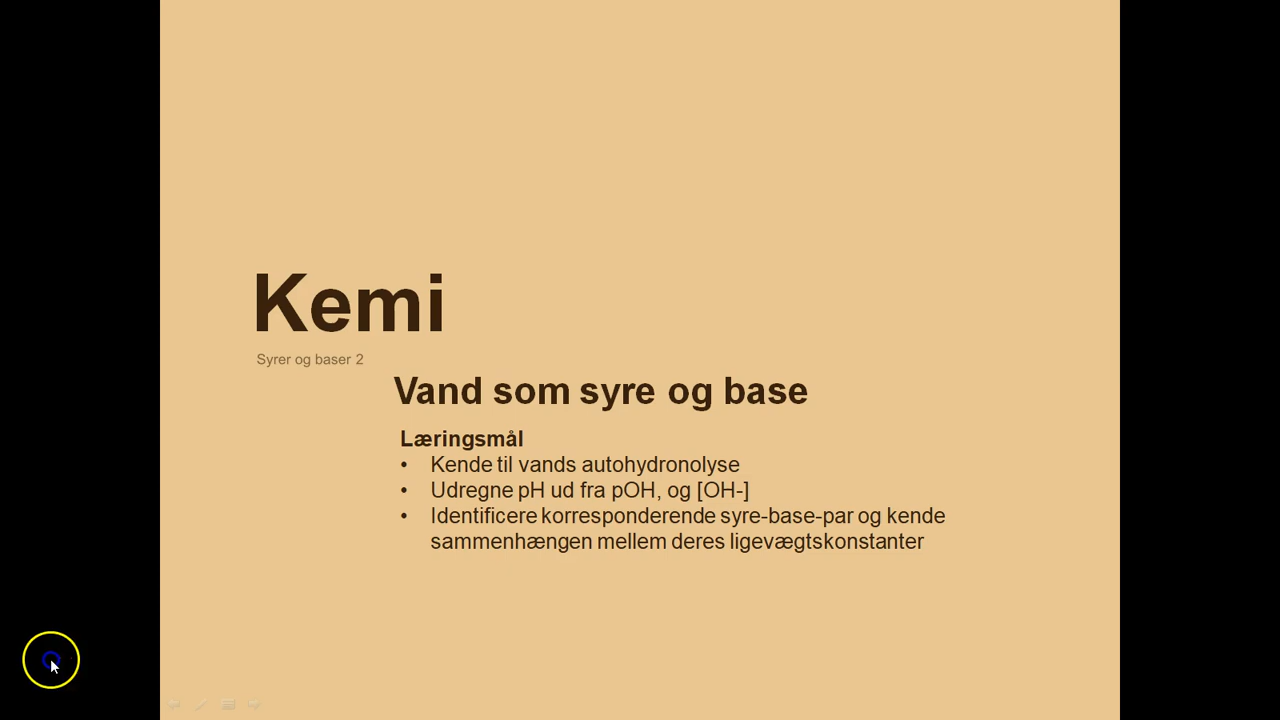 Kemi
Syrer og baser 2
Vand som syre og base
Læringsmål
• Kende til vands autohydronolyse
• Udregne pH ud fra pOH, og [OH-]
• Identificere korresponderende syre-base-par og kende
sammenhængen mellem deres ligevægtskonstanter